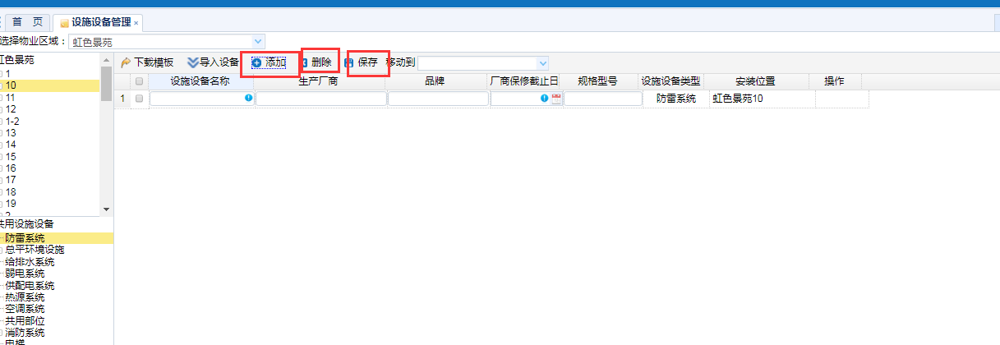 首 页 设施设备管理
选择物业区域： 虹色景苑
虹色景苑
1
10
11
12
1-2
13
14
15
16
17
18
19
2
共用设施设备
防雷系统
总平环境设施
给排水系统
弱电系统
供配电系统
热源系统
空调系统
共用部位
消防系统
电梯
下载模板 导入设备 添加 删除 保存 移动到
设施设备名称 生产厂商 品牌 厂商保修截止日 规格型号 设施设备类型 安装位置 操作
1 防雷系统 虹色景苑10